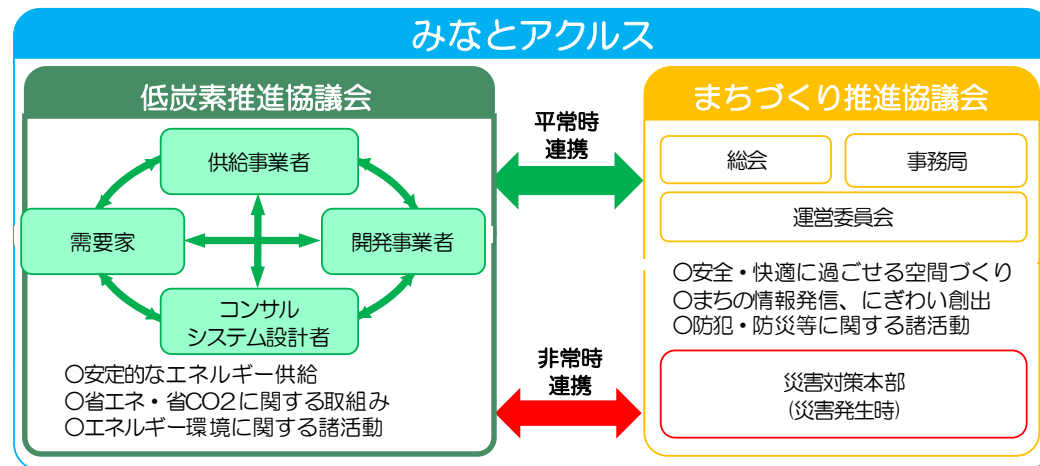 みなとアクルス
低炭素推進協議会
供給事業者
需要家
開発事業者
コンサル
システム設計者
○安定的なエネルギー供給
○省エネ・省CO2に関する取組み
○エネルギー環境に関する諸活動
平常時
連携
非常時
連携
まちづくり推進協議会
総会
事務局
運営委員会
○安全・快適に過ごせる空間づくり
○まちの情報発信、にぎわい創出
○防犯・防災等に関する諸活動
災害対策本部
(災害発生時)